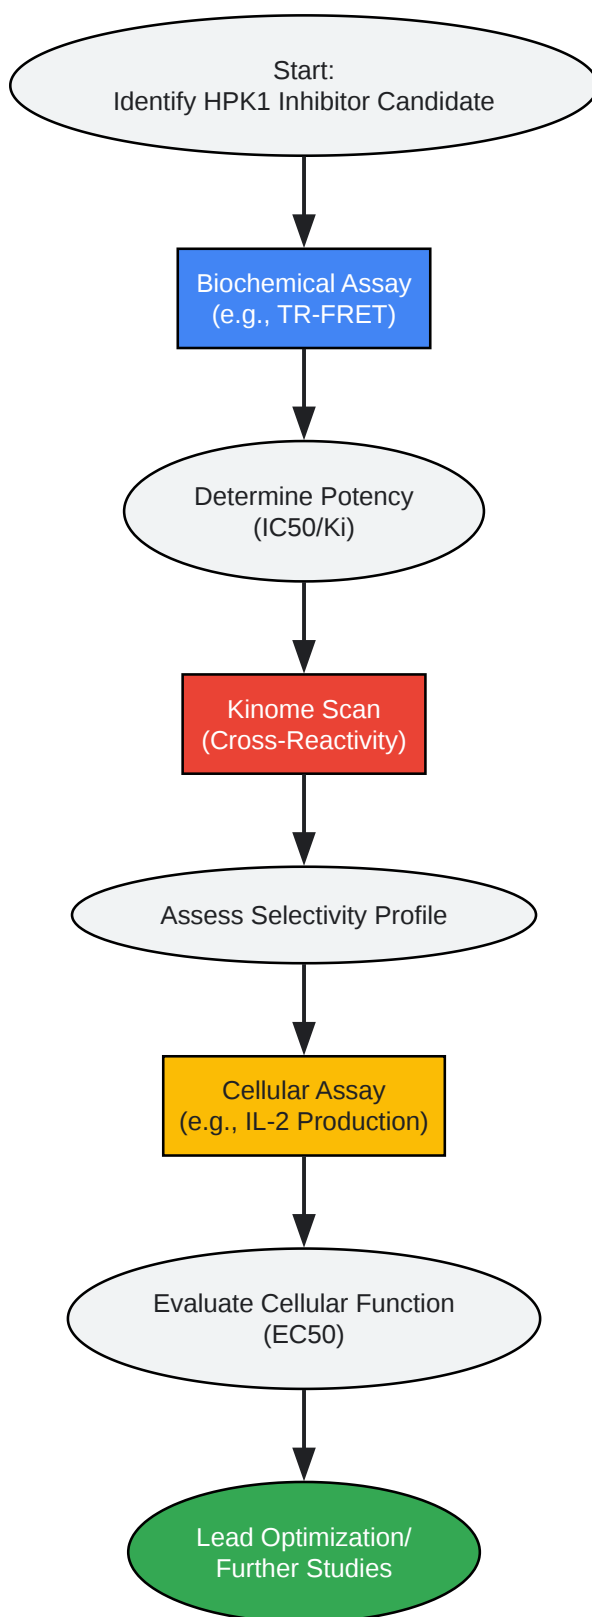 Start:
Identify HPK1 Inhibitor Candidate
Biochemical Assay
(e.g., TR-FRET)
Determine Potency
(IC50/Ki)
Kinome Scan
(Cross-Reactivity)
Assess Selectivity Profile
Cellular Assay
(e.g., IL-2 Production)
Evaluate Cellular Function
(EC50)
Lead Optimization/
Further Studies